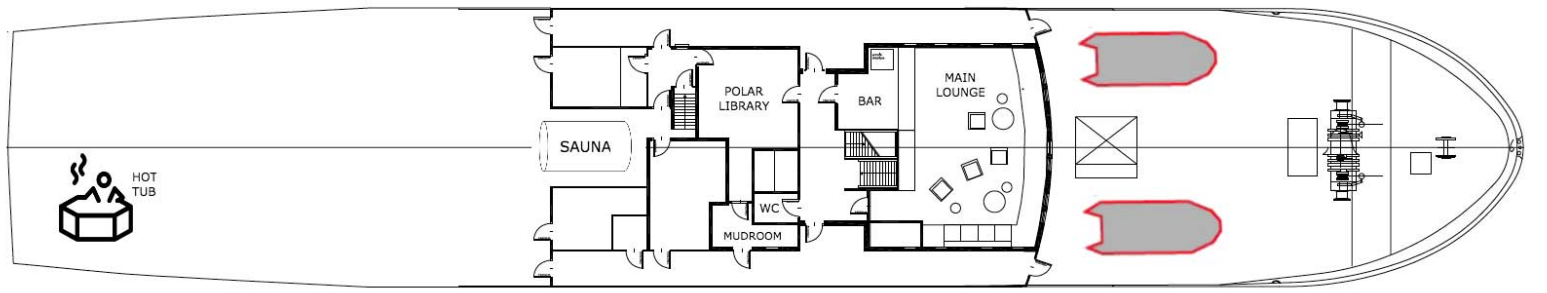 POLAR
LIBRARY
BAR
MAIN
LOUNGE
SAUNA
HOT
TUB
WC
MUDROOM